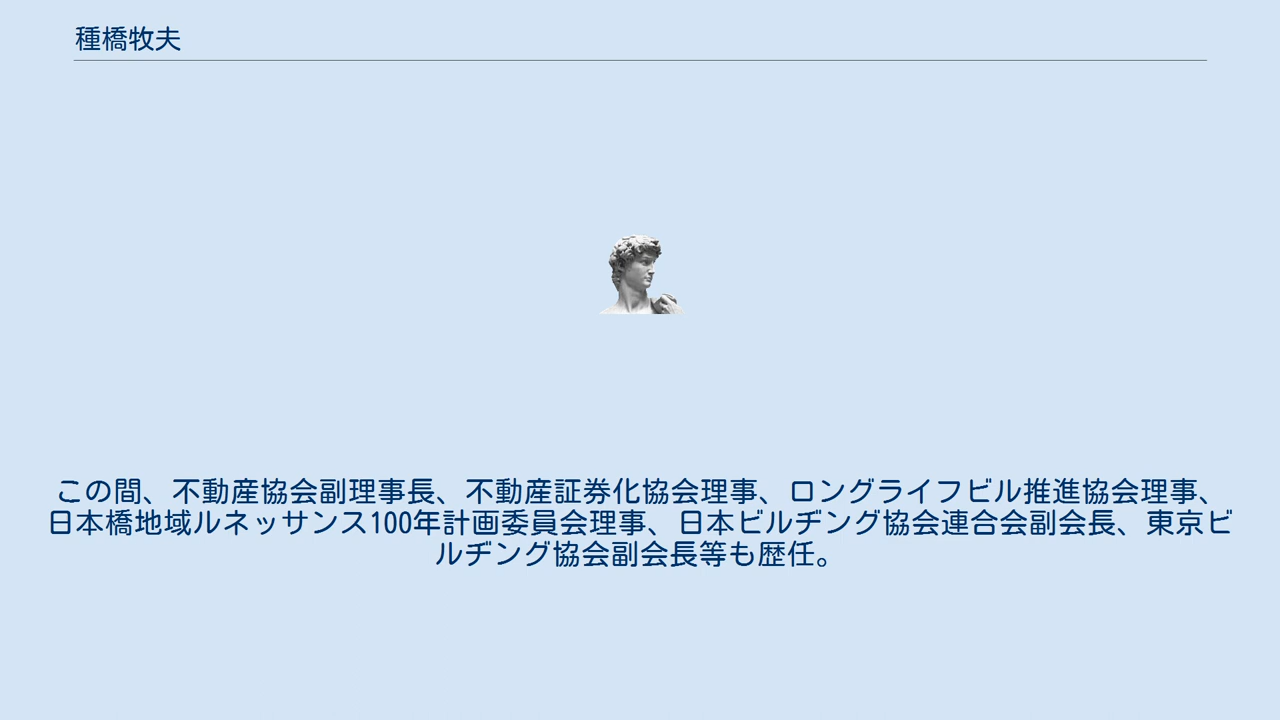 種橋牧夫
この間、不動産協会副理事長、不動産証券化協会理事、ロングライフビル推進協会理事、
日本橋地域ルネッサンス100年計画委員会理事、日本ビルヂング協会連合会副会長、東京ビ
ルヂング協会副会長等も歴任。